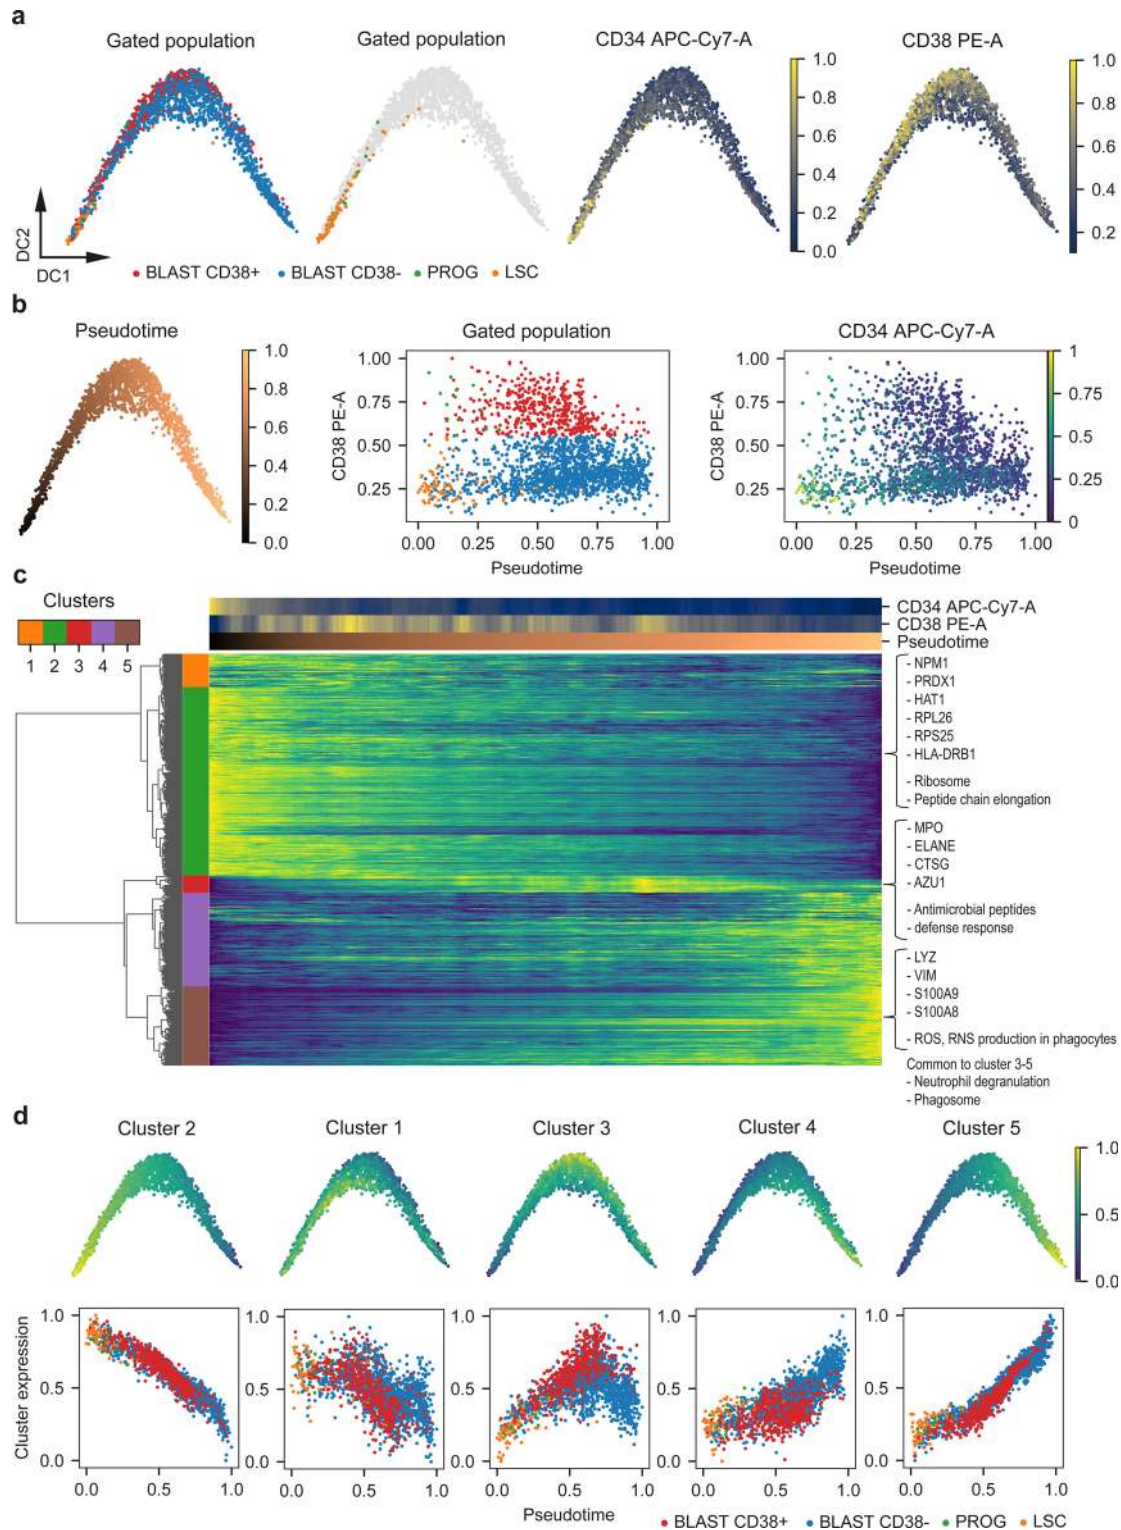 a
Gated population
Gated population
CD34 APC-Cy7-A
CD38 PE-A
1.0
0.8
0.6
0.4
0.2
0.0
1.0
0.8
0.6
0.4
0.2
DC2
DC1
BLAST CD38+ BLAST CD38- PROG LSC
b
Pseudotime
Gated population
CD34 APC-Cy7-A
1.0
0.8
0.6
0.4
0.2
0.0
CD38 PE-A
1.00
0.75
0.50
0.25
0.00 0.25 0.50 0.75 1.00
Pseudotime
CD38 PE-A
1.00
0.75
0.50
0.25
0.00 0.25 0.50 0.75 1.00
Pseudotime
1
0.75
0.5
0.25
0
c
Clusters
1 2 3 4 5
CD34 APC-Cy7-A
CD38 PE-A
Pseudotime
- NPM1
- PRDX1
- HAT1
- RPL26
- RPS25
- HLA-DRB1
- Ribosome
- Peptide chain elongation
- MPO
- ELANE
- CTSG
- AZU1
- Antimicrobial peptides
- defense response
- LYZ
- VIM
- S100A9
- S100A8
- ROS, RNS production in phagocytes
Common to cluster 3-5
- Neutrophil degranulation
- Phagosome
d
Cluster 2
Cluster 1
Cluster 3
Cluster 4
Cluster 5
1.0
0.5
0.0
Cluster expression
1.0
0.5
0.0
0.0 0.5 1.0
1.0
0.5
0.0
0.0 0.5 1.0
1.0
0.5
0.0
0.0 0.5 1.0
1.0
0.5
0.0
0.0 0.5 1.0
1.0
0.5
0.0
0.0 0.5 1.0
Pseudotime
BLAST CD38+ BLAST CD38- PROG LSC